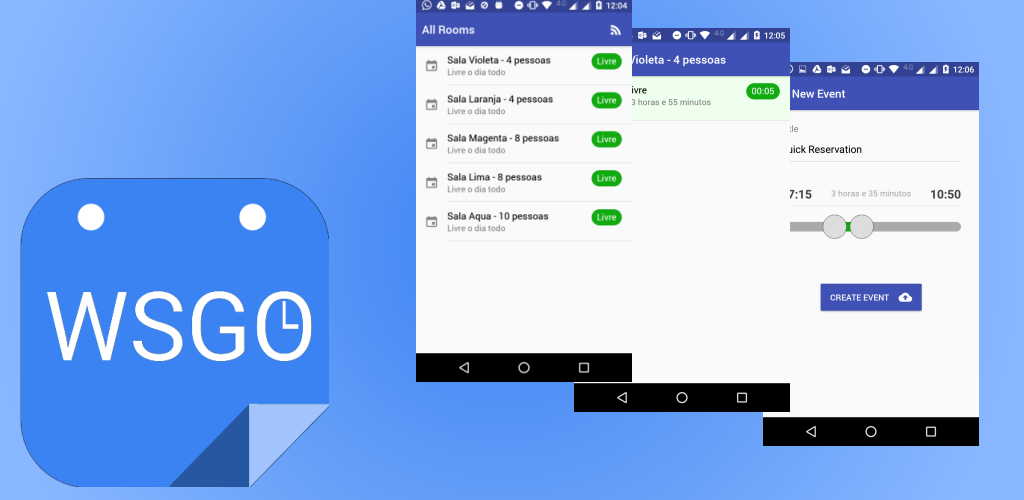 WSGO
4G
12:04
All Rooms
Sala Violeta - 4 pessoas
Livre o dia todo
Livre
Sala Laranja - 4 pessoas
Livre o dia todo
Livre
Sala Magenta - 8 pessoas
Livre o dia todo
Livre
Sala Lima - 8 pessoas
Livre o dia todo
Livre
Sala Aqua - 10 pessoas
Livre o dia todo
Livre
4G
12:05
Violeta - 4 pessoas
ivre
3 horas e 55 minutos
00:05
4G
12:06
New Event
tle
uick Reservation
7:15
3 horas e 35 minutos
10:50
CREATE EVENT